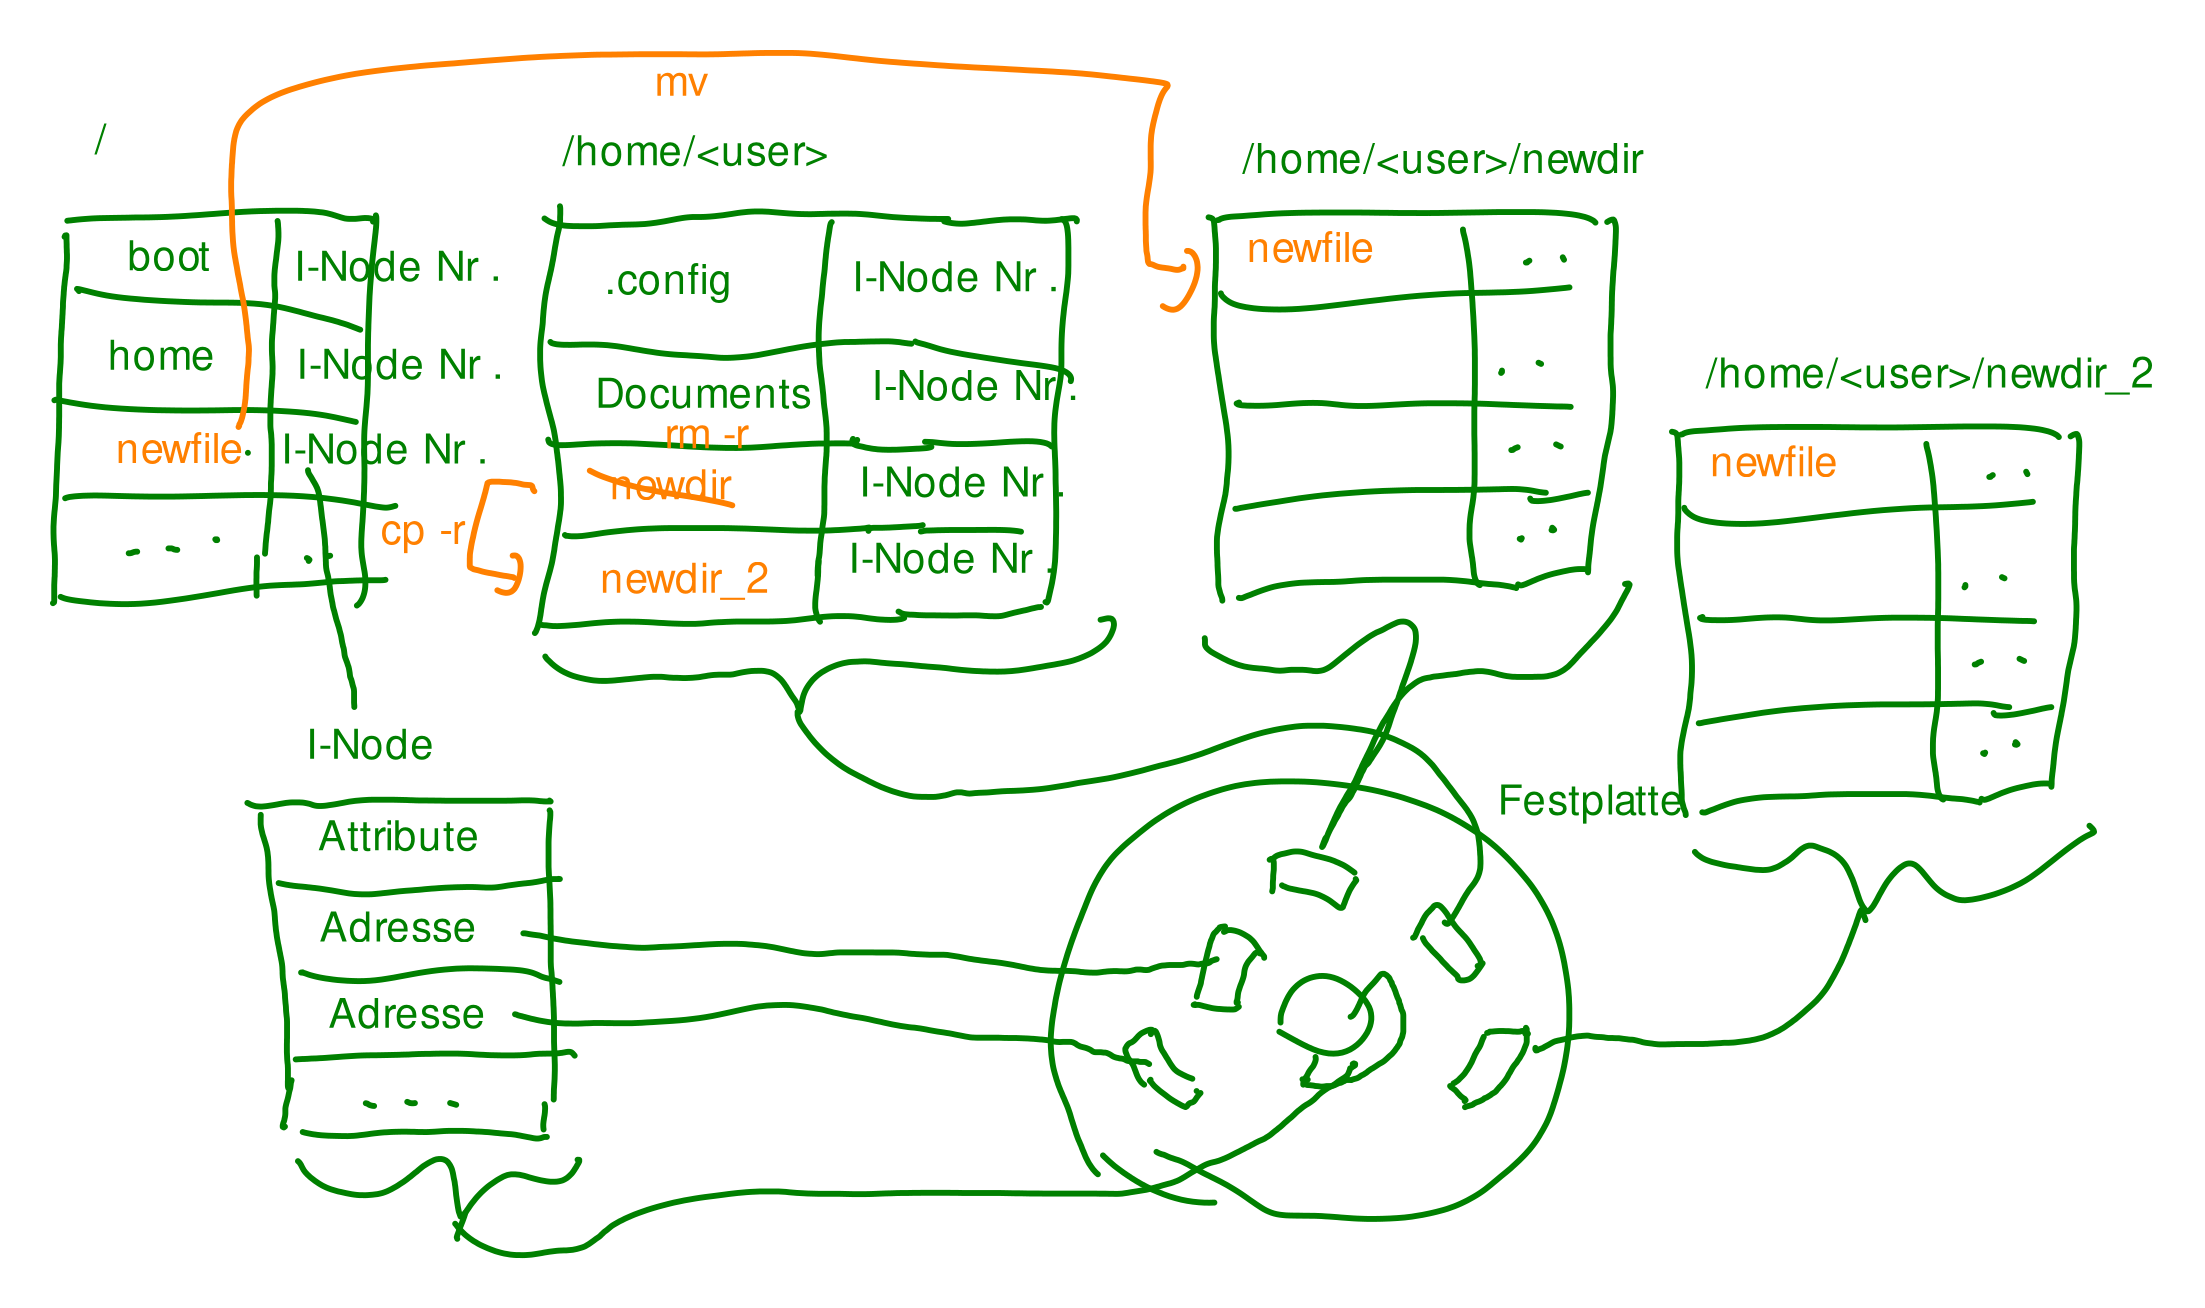 mv
/
/home/<user>
/home/<user>/newdir
boot
I-Node Nr .
home
I-Node Nr .
newfile
I-Node Nr .
.config
I-Node Nr .
Documents
I-Node Nr .
rm -r
newdir
I-Node Nr .
cp -r
newdir_2
I-Node Nr .
newfile
/home/<user>/newdir_2
newfile
I-Node
Attribute
Adresse
Adresse
Festplatte